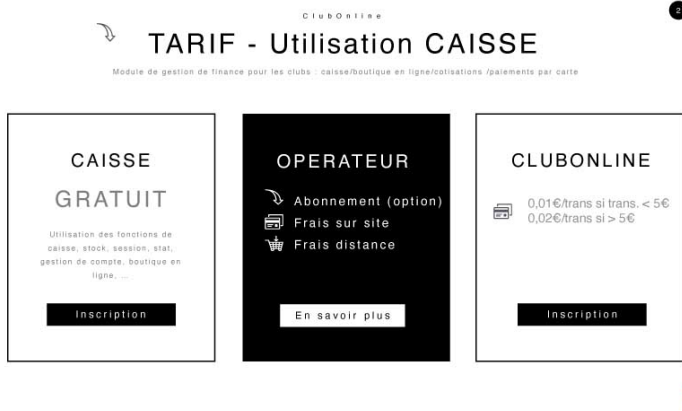 ClubOnline
2
TARIF - Utilisation CAISSE
Module de gestion de finance pour les clubs : caisse/boutique en ligne/cotisations /paiements par carte
CAISSE
GRATUIT
Utilisation des fonctions de
caisse, stock, session, stat,
gestion de compte, boutique en
ligne, ...
Inscription
OPERATEUR
Abonnement (option)
Frais sur site
Frais distance
En savoir plus
CLUBONLINE
0,01€/trans si trans. < 5€
0,02€/trans si > 5€
Inscription